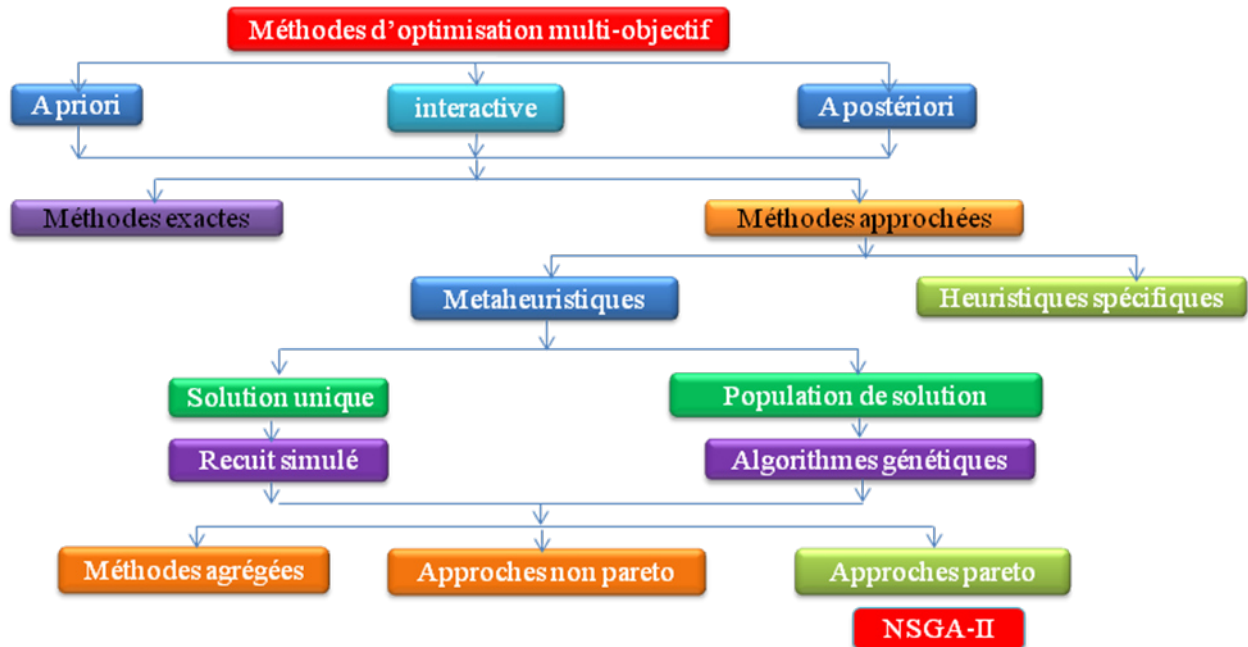 Méthodes d'optimisation multi-objectif
A priori
interactive
A postériori
Méthodes exactes
Méthodes approchées
Metaheuristiques
Heuristiques spécifiques
Solution unique
Population de solution
Recuit simulé
Algorithmes génétiques
Méthodes agrégées
Approches non pareto
Approches pareto
NSGA-II